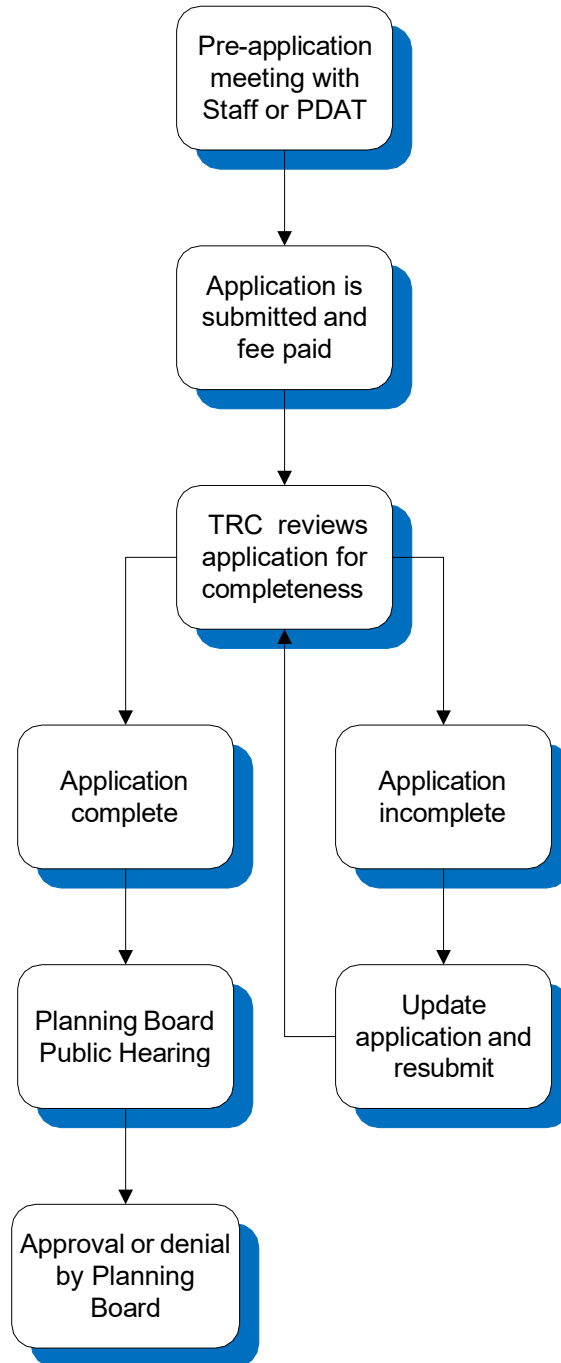 Pre-application
meeting with
Staff or PDAT
Application is
submitted and
fee paid
TRC  reviews
application for
completeness
Application
complete
Application
incomplete
Planning Board
Public Hearing
Update
application and
resubmit
Approval or denial
by Planning
Board